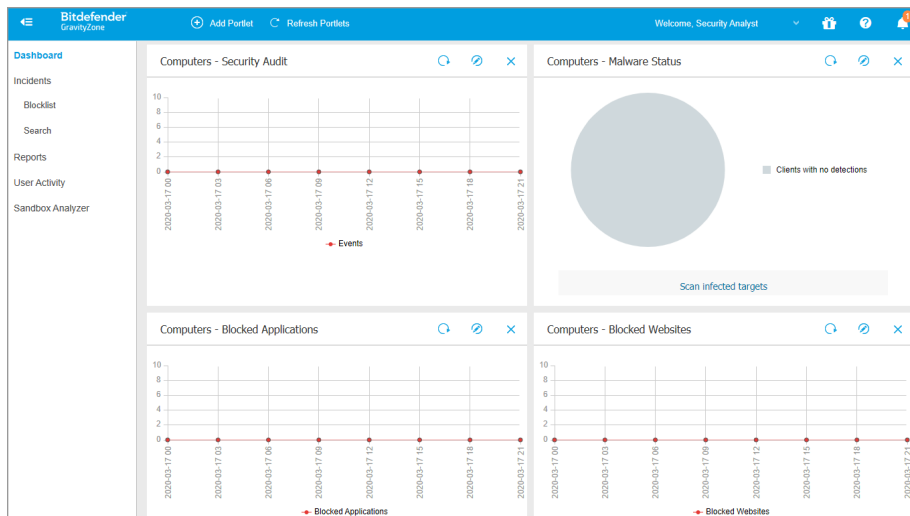 Bitdefender
GravityZone
Add Portlet
Refresh Portlets
Welcome, Security Analyst
1
Dashboard
Incidents
Blocklist
Search
Reports
User Activity
Sandbox Analyzer
Computers - Security Audit
10
8
6
4
2
0
2020-03-17 00
2020-03-17 03
2020-03-17 06
2020-03-17 09
2020-03-17 12
2020-03-17 15
2020-03-17 18
2020-03-17 21
Events
Computers - Malware Status
Clients with no detections
Scan infected targets
Computers - Blocked Applications
10
8
6
4
2
0
2020-03-17 00
2020-03-17 03
2020-03-17 06
2020-03-17 09
2020-03-17 12
2020-03-17 15
2020-03-17 18
2020-03-17 21
Blocked Applications
Computers - Blocked Websites
10
8
6
4
2
0
2020-03-17 00
2020-03-17 03
2020-03-17 06
2020-03-17 09
2020-03-17 12
2020-03-17 15
2020-03-17 18
2020-03-17 21
Blocked Websites